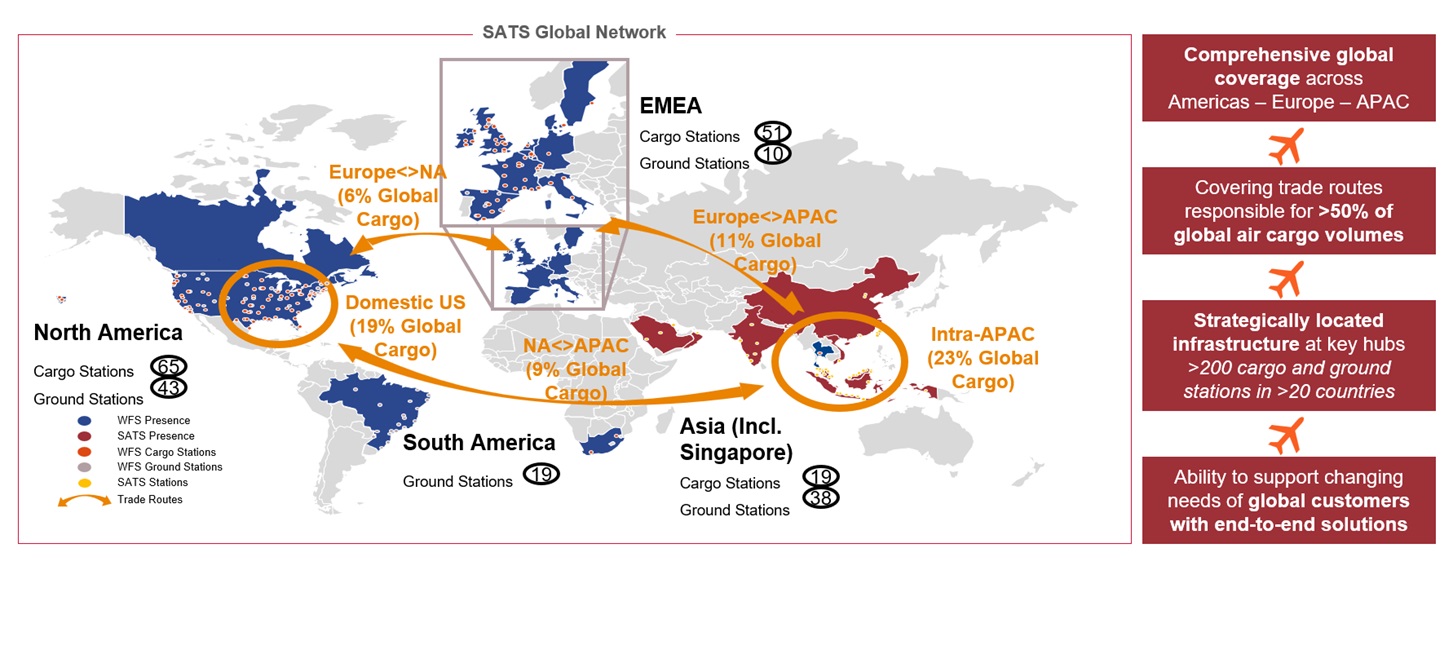 SATS Global Network
EMEA
Cargo Stations 51
Ground Stations 10
Europe<>NA
(6% Global
Cargo)
Europe<>APAC
(11% Global
Cargo)
Domestic US
(19% Global
Cargo)
NA<>APAC
(9% Global
Cargo)
Intra-APAC
(23% Global
Cargo)
North America
Cargo Stations 65
Ground Stations 43
WFS Presence
SATS Presence
WFS Cargo Stations
WFS Ground Stations
SATS Stations
Trade Routes
South America
Ground Stations 19
Asia (Incl.
Singapore)
Cargo Stations 19
Ground Stations 38
Comprehensive global
coverage across
Americas – Europe – APAC
Covering trade routes
responsible for >50% of
global air cargo volumes
Strategically located
infrastructure at key hubs
>200 cargo and ground
stations in >20 countries
Ability to support changing
needs of global customers
with end-to-end solutions